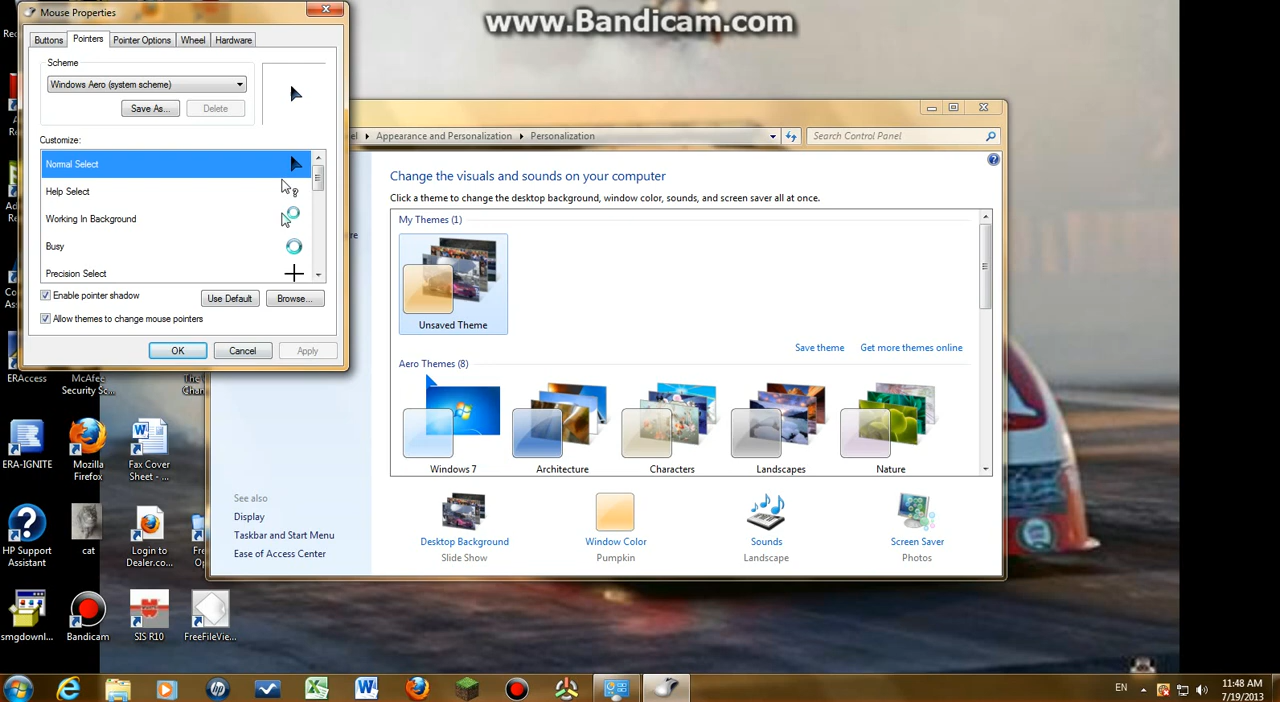 www.Bandicam.com
Mouse Properties
Buttons
Pointers
Pointer Options
Wheel
Hardware
Scheme
Windows Aero (system scheme)
Save As...
Delete
Customize:
Normal Select
Help Select
Working In Background
Busy
Precision Select
Enable pointer shadow
Use Default
Browse...
Allow themes to change mouse pointers
OK
Cancel
Apply
Appearance and Personalization
Personalization
Search Control Panel
Change the visuals and sounds on your computer
Click a theme to change the desktop background, window color, sounds, and screen saver all at once.
My Themes (1)
Unsaved Theme
Save theme
Get more themes online
Aero Themes (8)
Windows 7
Architecture
Characters
Landscapes
Nature
See also
Display
Taskbar and Start Menu
Ease of Access Center
Desktop Background
Slide Show
Window Color
Pumpkin
Sounds
Landscape
Screen Saver
Photos
ERAccess
McAfee
Security Sc...
ERA-IGNITE
Mozilla
Firefox
Fax Cover
Sheet - ...
HP Support
Assistant
cat
Login to
Dealer.co...
smgdownl...
Bandicam
SIS R10
FreeFileVie...
EN
11:48 AM
7/19/2013